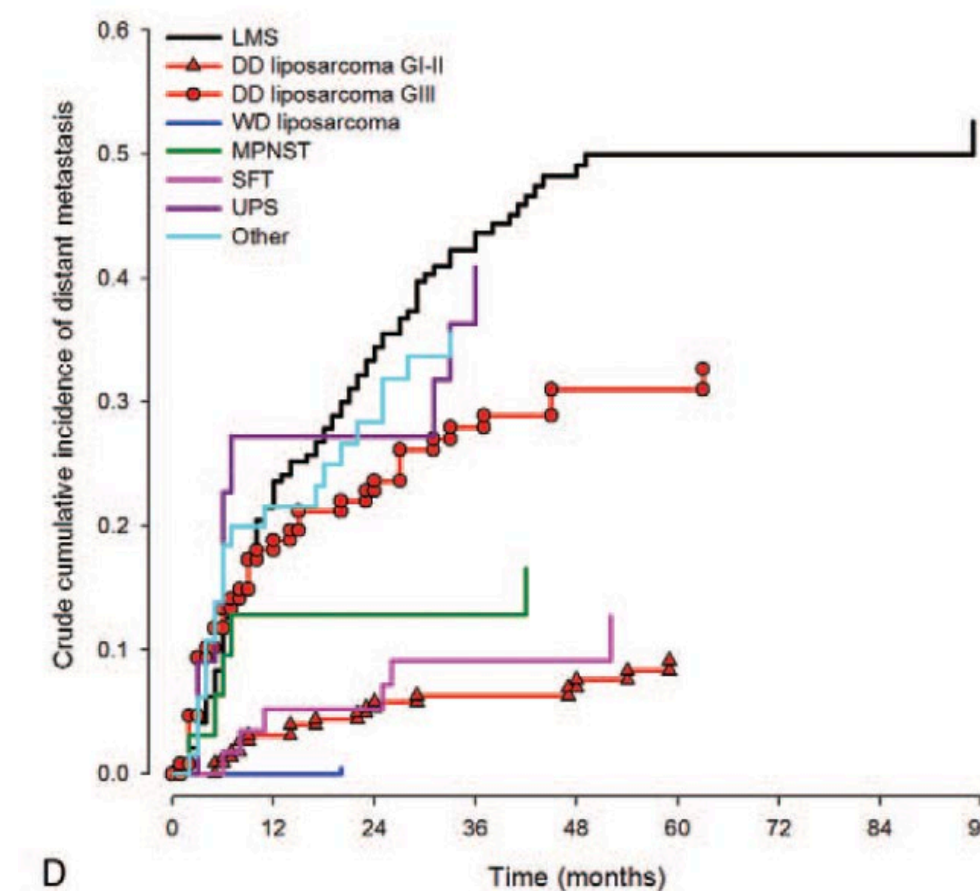 0.6
LMS
DD liposarcoma GI-II
DD liposarcoma GIII
WD liposarcoma
MPNST
SFT
UPS
Other
0.5
0.4
0.3
0.2
0.1
0.0
Crude cumulative incidence of distant metastasis
0 12 24 36 48 60 72 84 9
Time (months)
D